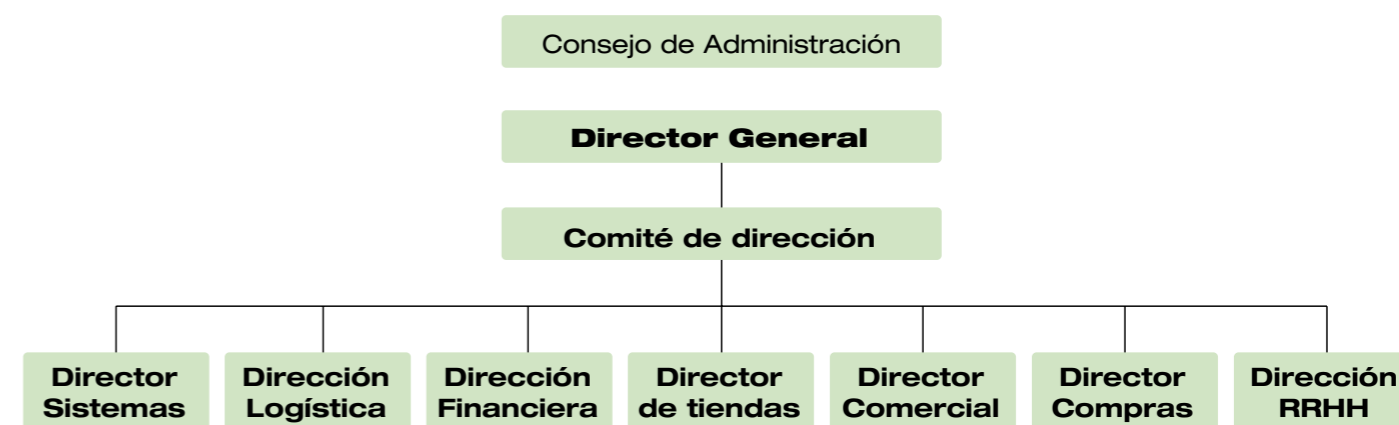 Consejo de Administración
Director General
Comité de dirección
Director
Sistemas
Dirección
Logística
Dirección
Financiera
Director
de tiendas
Director
Comercial
Director
Compras
Dirección
RRHH